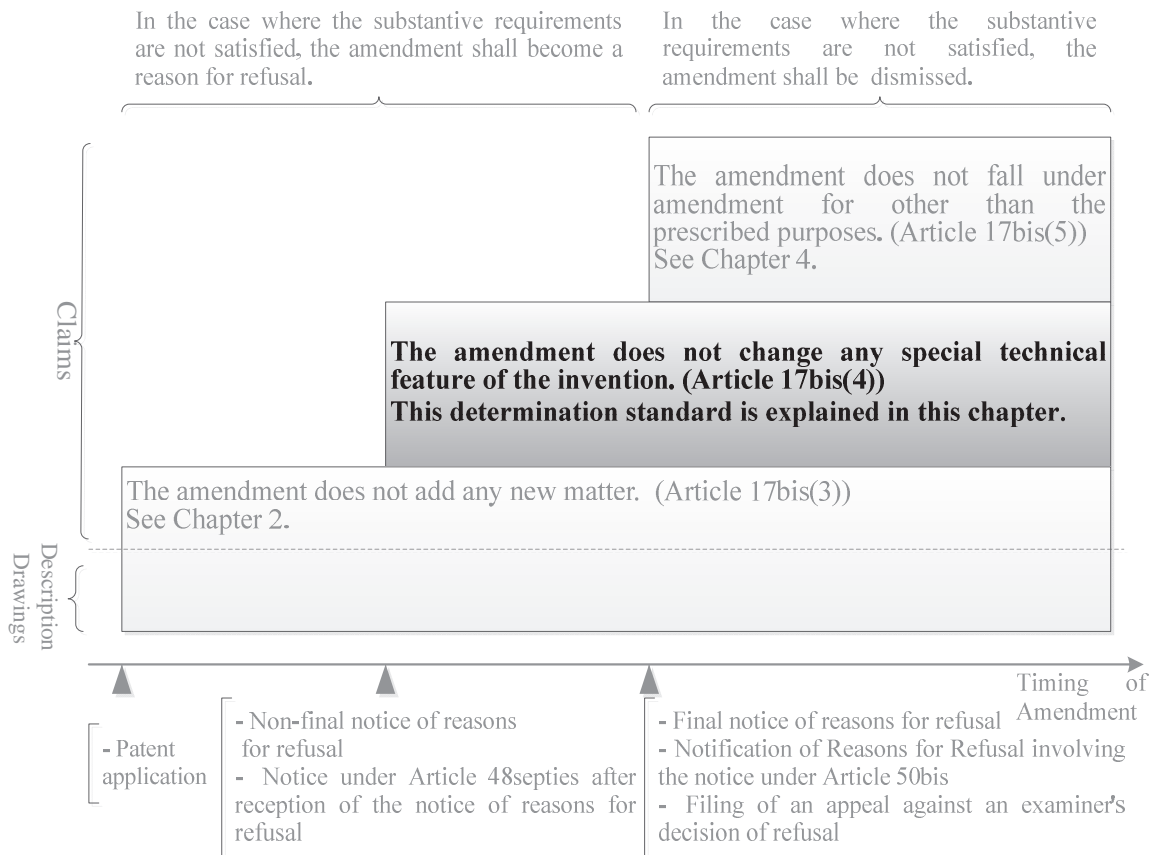 In the case where the substantive requirements
are not satisfied, the amendment shall become a
reason for refusal.
In the case where the substantive
requirements are not satisfied, the
amendment shall be dismissed.
The amendment does not fall under
amendment for other than the
prescribed purposes. (Article 17bis(5))
See Chapter 4.
Claims
The amendment does not change any special technical
feature of the invention. (Article 17bis(4))
This determination standard is explained in this chapter.
The amendment does not add any new matter. (Article 17bis(3))
See Chapter 2.
Description
Drawings
Timing of
Amendment
- Patent
application
- Non-final notice of reasons
for refusal
- Notice under Article 48septies after
reception of the notice of reasons for
refusal
- Final notice of reasons for refusal
- Notification of Reasons for Refusal involving
the notice under Article 50bis
- Filing of an appeal against an examiner's
decision of refusal